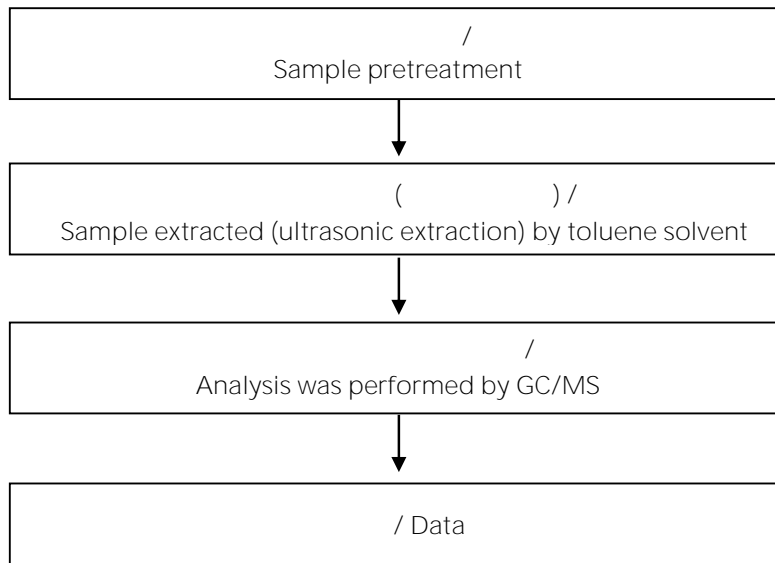 /
Sample pretreatment
( ) /
Sample extracted (ultrasonic extraction) by toluene solvent
/
Analysis was performed by GC/MS
/ Data